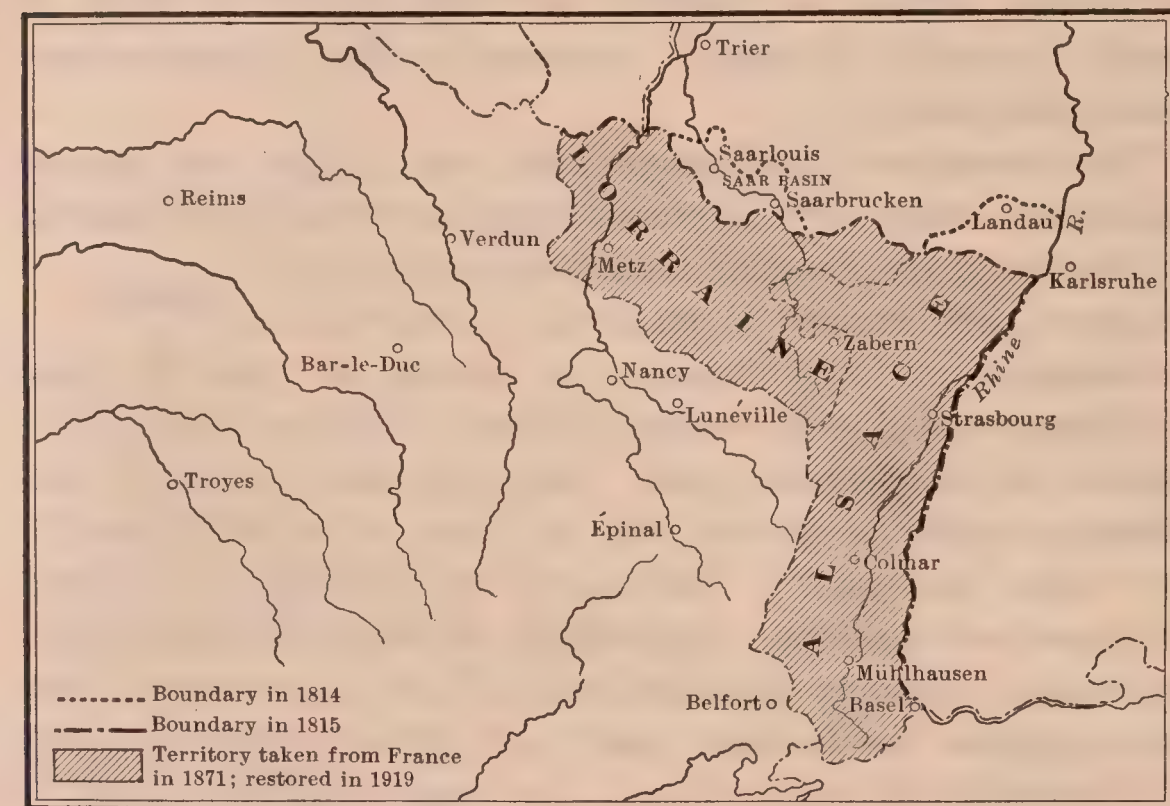 Trier
Saarlouis
SAAR BASIN
Saarbrucken
Reims
LORRAINE
Landau
R.
Verdun
Metz
Karlsruhe
Zabern
Bar-le-Duc
Nancy
Rhine
Lunéville
Strasbourg
ALSACE
Troyes
Épinal
Colmar
Mühlhausen
Belfort
Basel
Boundary in 1814
Boundary in 1815
Territory taken from France
in 1871; restored in 1919